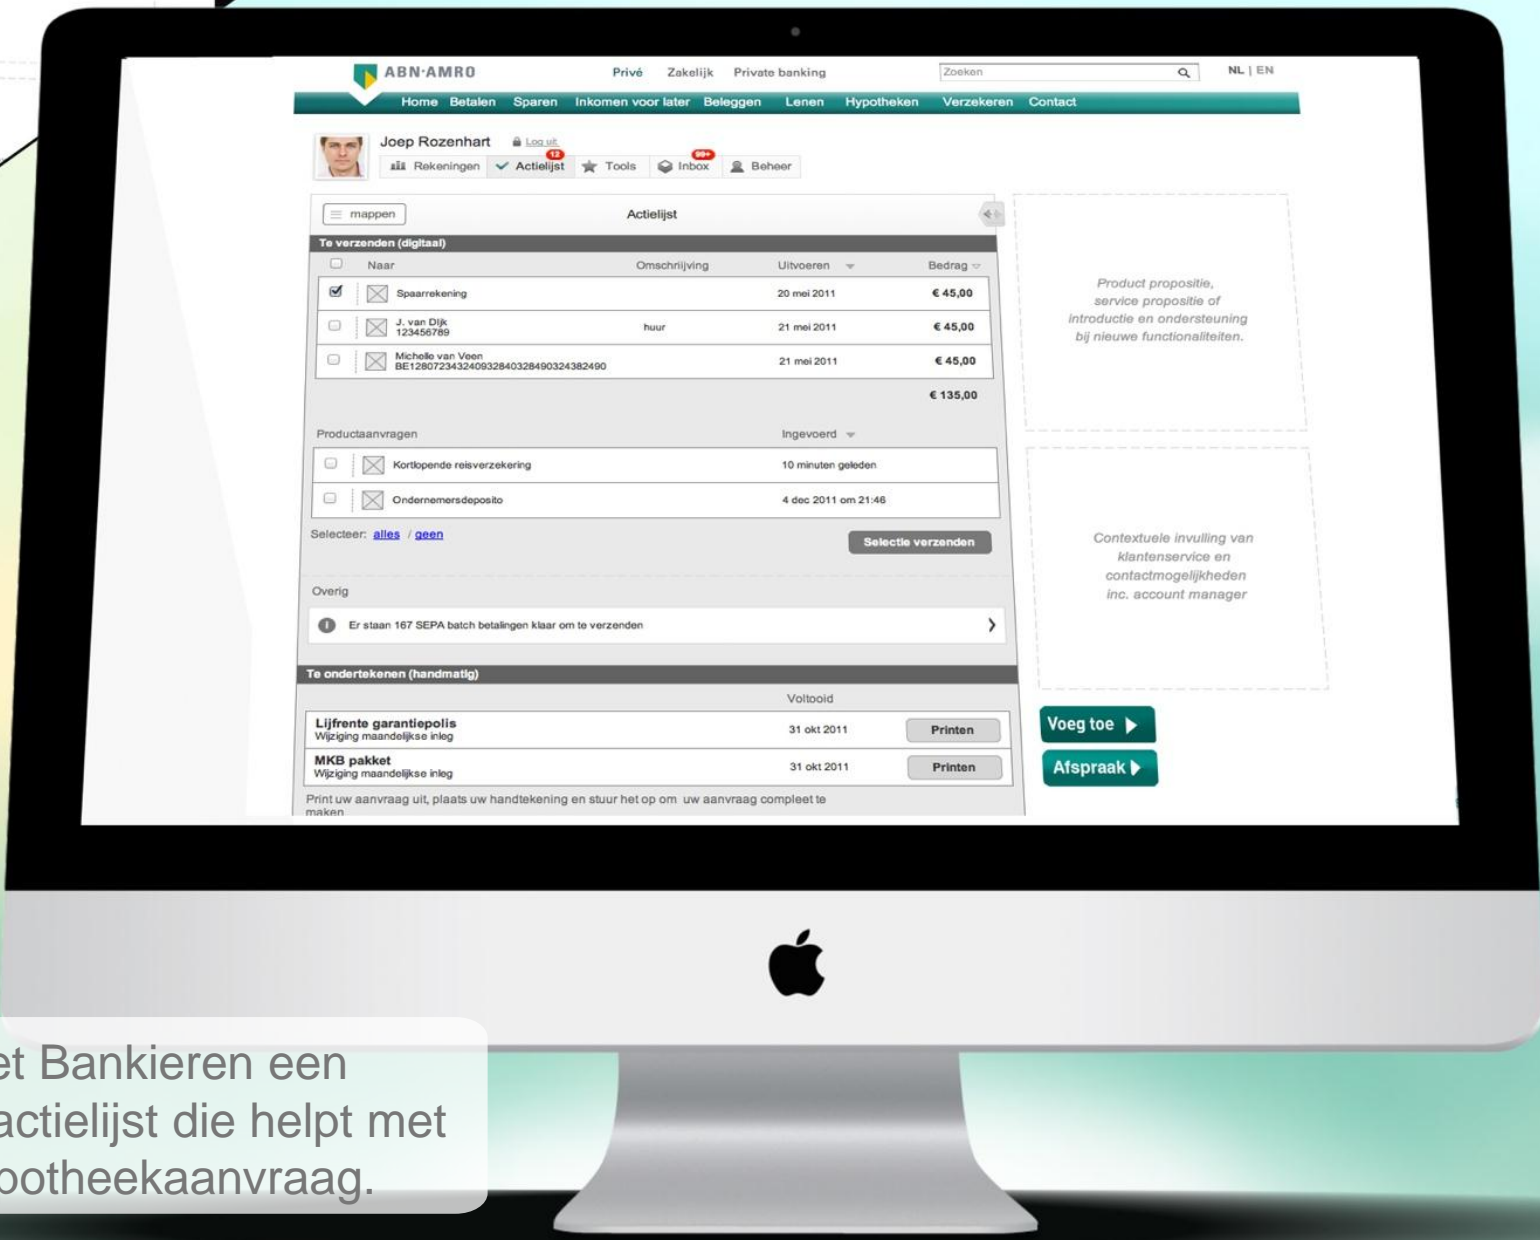 ABN·AMRO Privé Zakelijk Private banking Zoeken NL | EN
Home Betalen Sparen Inkomen voor later Beleggen Lenen Hypotheken Verzekeren Contact
Joep Rozenhart Log uit
Rekeningen Actielijst 12 Tools Inbox 99+ Beheer
mappen Actielijst
Te verzenden (digitaal)
Naar Omschrijving Uitvoeren Bedrag
Spaarrekening 20 mei 2011 € 45,00
J. van Dijk
123456789 huur 21 mei 2011 € 45,00
Michelle van Veen
BE12807234324093284032849032438​2490 21 mei 2011 € 45,00
€ 135,00
Productaanvragen Ingevoerd
Kortlopende reisverzekering 10 minuten geleden
Ondernemersdeposito 4 dec 2011 om 21:46
Selecteer: alles / geen Selectie verzenden
Overig
Er staan 167 SEPA batch betalingen klaar om te verzenden
Te ondertekenen (handmatig)
Voltooid
Lijfrente garantiepolis
Wijziging maandelijkse inleg 31 okt 2011 Printen
MKB pakket
Wijziging maandelijkse inleg 31 okt 2011 Printen
Print uw aanvraag uit, plaats uw handtekening en stuur het op om uw aanvraag compleet te
maken
Product propositie,
service propositie of
introductie en ondersteuning
bij nieuwe functionaliteiten.
Contextuele invulling van
klantenservice en
contactmogelijkheden
inc. account manager
Voeg toe
Afspraak
et Bankieren een
actielijst die helpt met
potheekaanvraag.